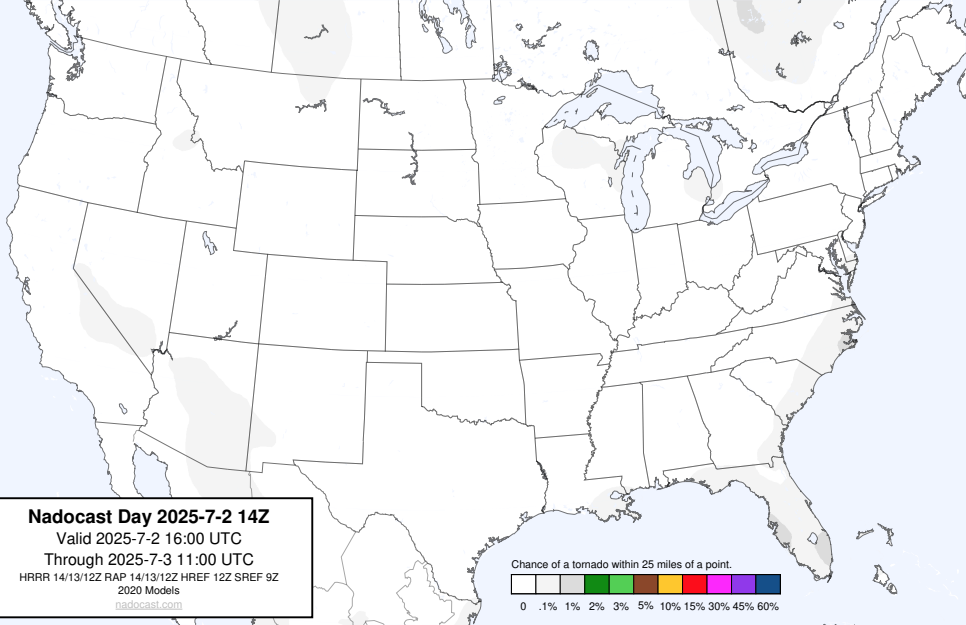 Nadocast Day 2025-7-2 14Z
Valid 2025-7-2 16:00 UTC
Through 2025-7-3 11:00 UTC
HRRR 14/13/12Z RAP 14/13/12Z HREF 12Z SREF 9Z
2020 Models
nadocast.com
Chance of a tornado within 25 miles of a point.
0 .1% 1% 2% 3% 5% 10% 15% 30% 45% 60%